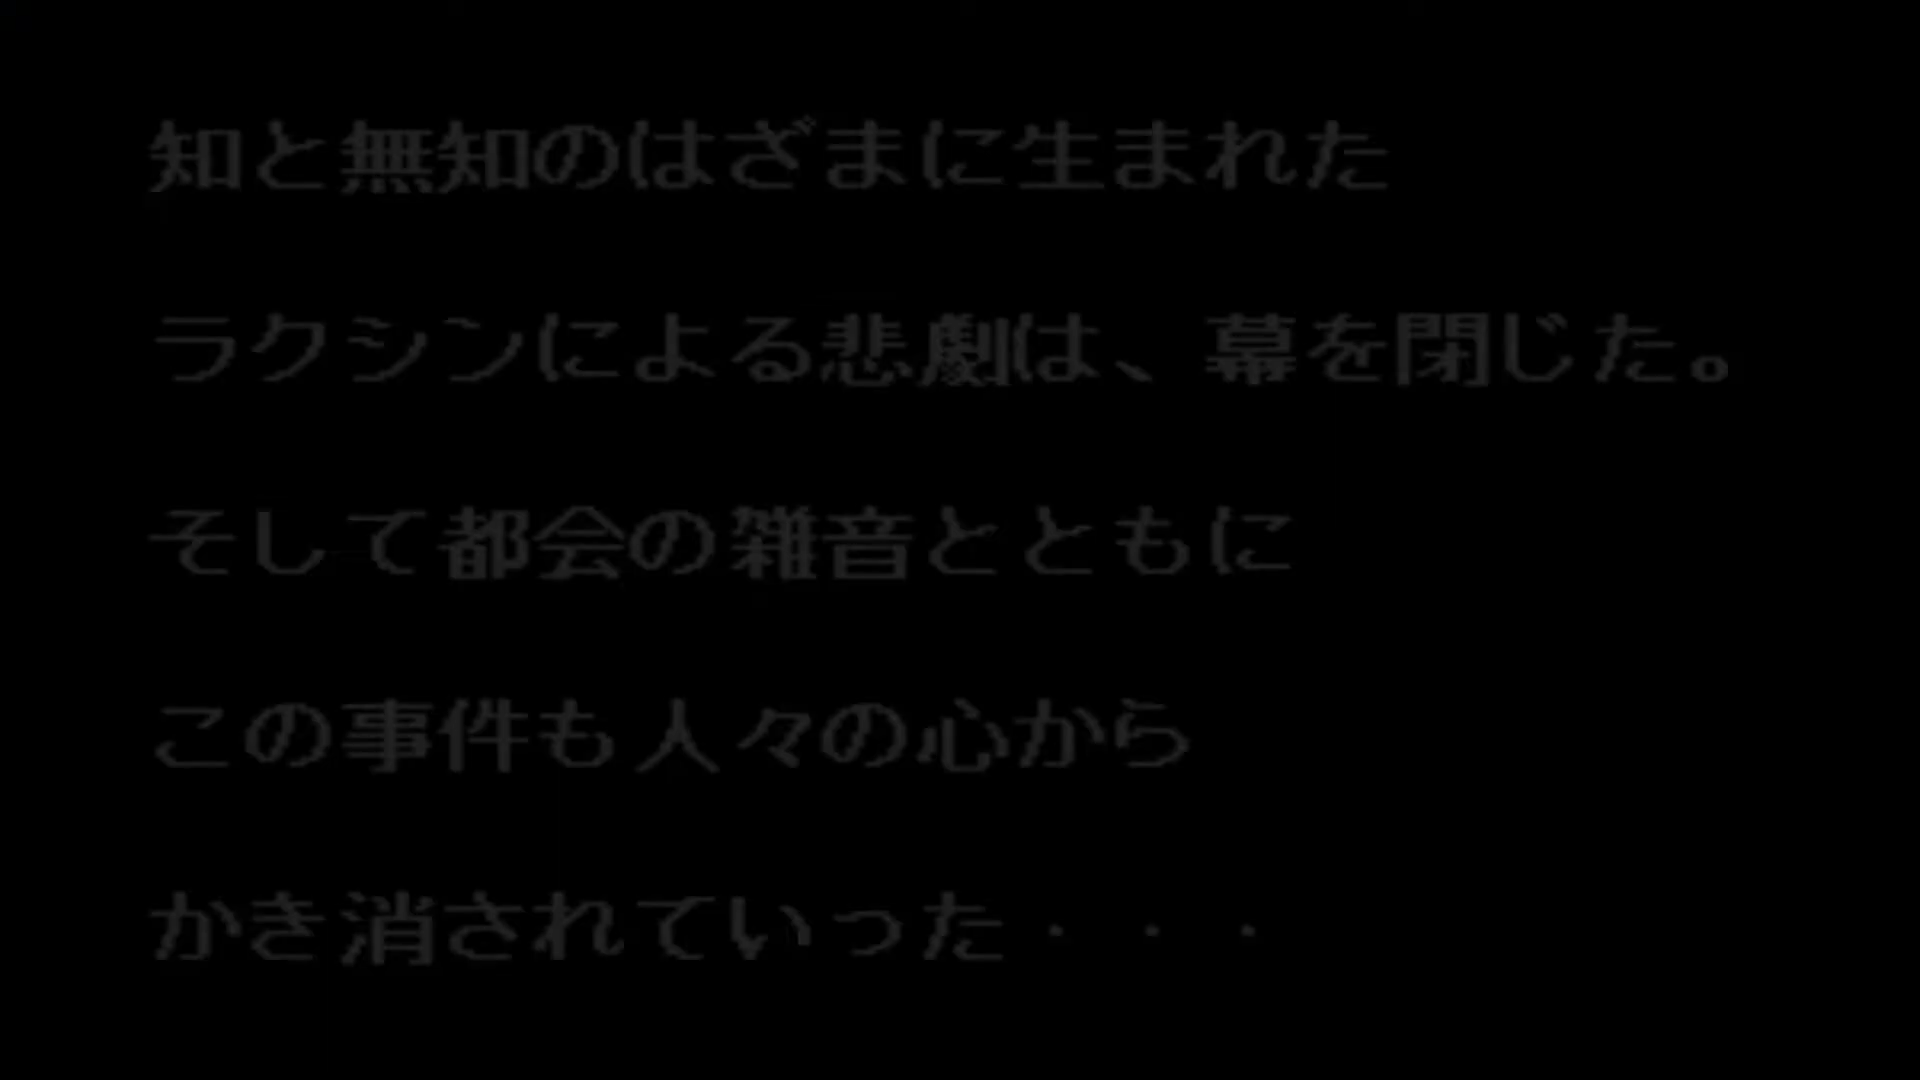 知と無知のはざまに生まれた
ラクシンによる悲劇は、幕を閉じた。
そして都会の雑音とともに
この事件も人々の心から
かき消されていった・・・